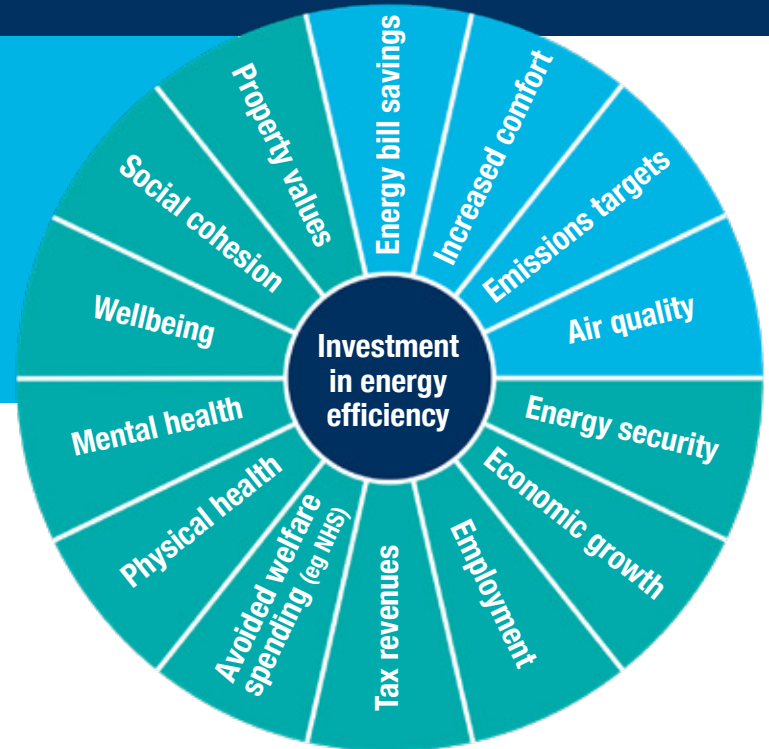 Investment
in energy
efficiency
Energy bill savings
Increased comfort
Emissions targets
Air quality
Energy security
Economic growth
Employment
Tax revenues
Avoided welfare
spending (eg NHS)
Physical health
Mental health
Wellbeing
Social cohesion
Property values